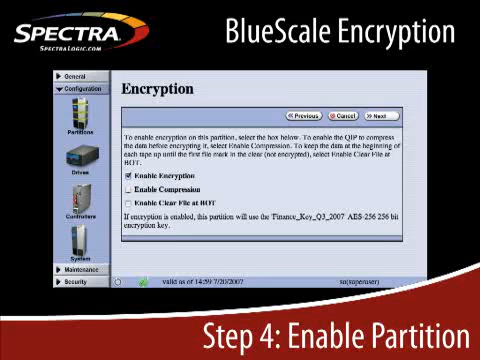 SPECTRA
SPECTRALOGIC.COM
BlueScale Encryption
General
Configuration
Partitions
Drives
Controllers
System
Maintenance
Security
Encryption
Previous
Cancel
Next
To enable encryption on this partition, select the box below. To enable the QIP to compress
the data before encrypting it, select Enable Compression. To keep the data at the beginning
of each tape up until the first file mark in the clear (not encrypted), select Enable Clear File at
BOT.
Enable Encryption
Enable Compression
Enable Clear File at BOT
If encryption is enabled, this partition will use the 'Finance_Key_Q3_2007' AES-256 256 bit
encryption key.
valid as of 14:59 7/20/2007
su(superuser)
Step 4: Enable Partition